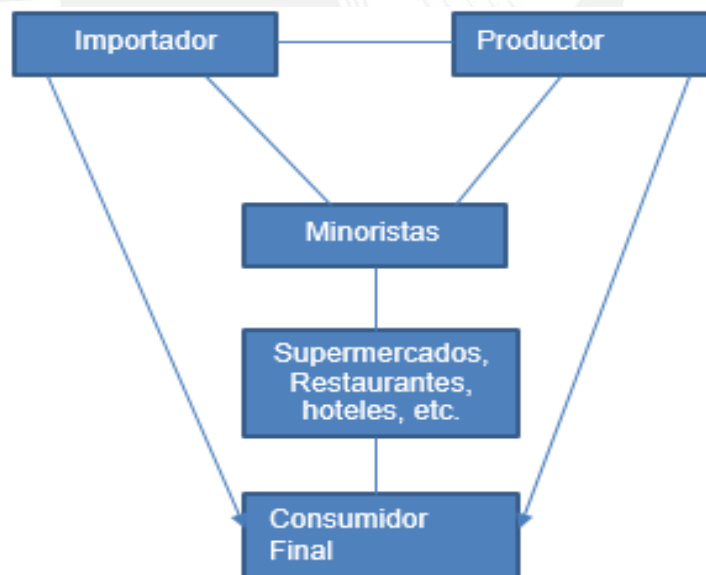 Importador
Productor
Minoristas
Supermercados,
Restaurantes,
hoteles, etc.
Consumidor
Final